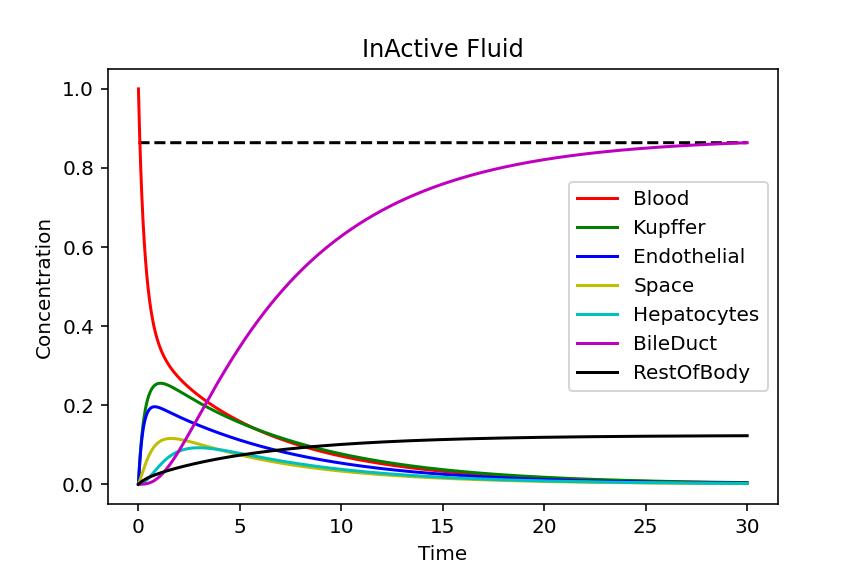 InActive Fluid
1.0
0.8
0.6
0.4
0.2
0.0
Concentration
Blood
Kupffer
Endothelial
Space
Hepatocytes
BileDuct
RestOfBody
0 5 10 15 20 25 30
Time